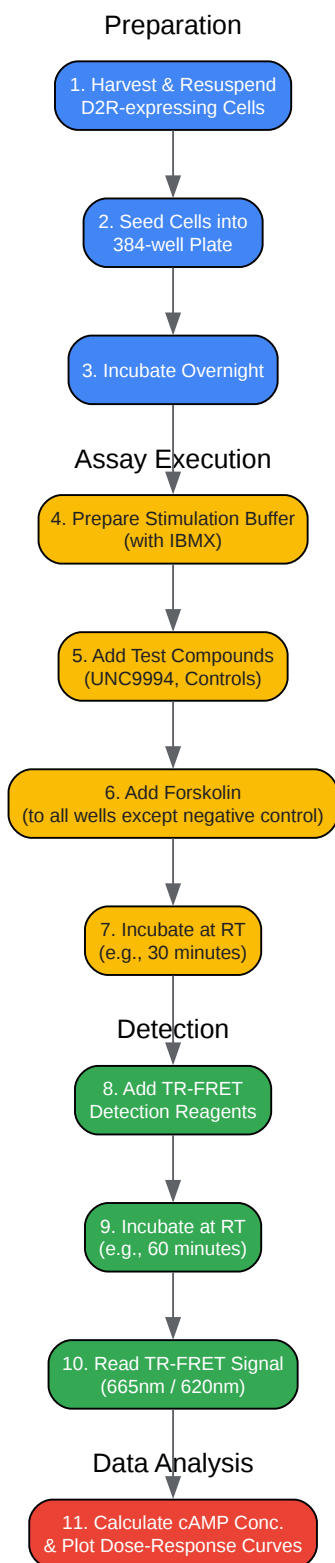 Preparation
1. Harvest & Resuspend
D2R-expressing Cells
2. Seed Cells into
384-well Plate
3. Incubate Overnight
Assay Execution
4. Prepare Stimulation Buffer
(with IBMX)
5. Add Test Compounds
(UNC9994, Controls)
6. Add Forskolin
(to all wells except negative control)
7. Incubate at RT
(e.g., 30 minutes)
Detection
8. Add TR-FRET
Detection Reagents
9. Incubate at RT
(e.g., 60 minutes)
10. Read TR-FRET Signal
(665nm / 620nm)
Data Analysis
11. Calculate cAMP Conc.
& Plot Dose-Response Curves